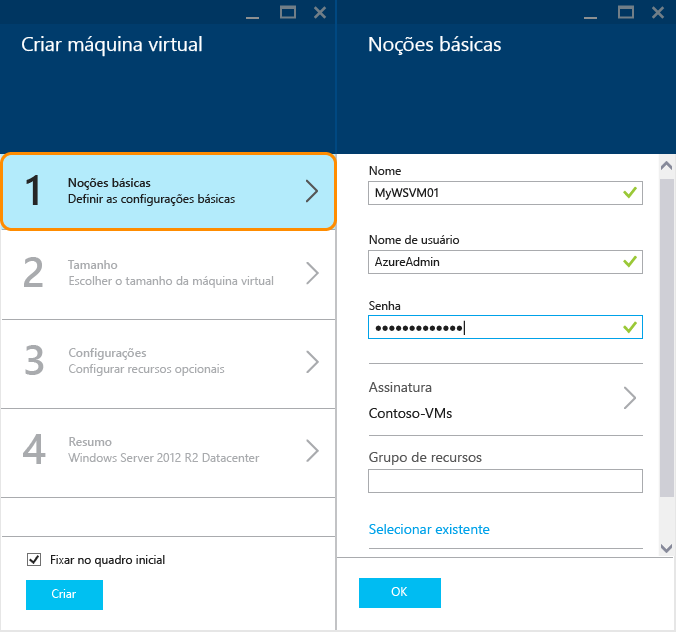 Criar máquina virtual
1
Noções básicas
Definir as configurações básicas
2
Tamanho
Escolher o tamanho da máquina virtual
3
Configurações
Configurar recursos opcionais
4
Resumo
Windows Server 2012 R2 Datacenter
Fixar no quadro inicial
Criar
Noções básicas
Nome
MyWSVM01
Nome de usuário
AzureAdmin
Senha
•••••••••••••
Assinatura
Contoso-VMs
Grupo de recursos
Selecionar existente
OK